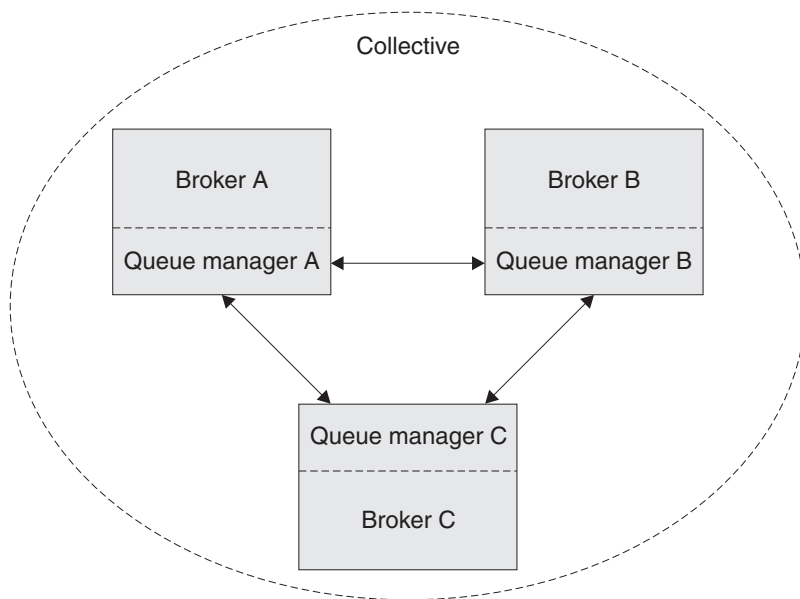 Collective
Broker A
Broker B
Queue manager A
Queue manager B
Queue manager C
Broker C